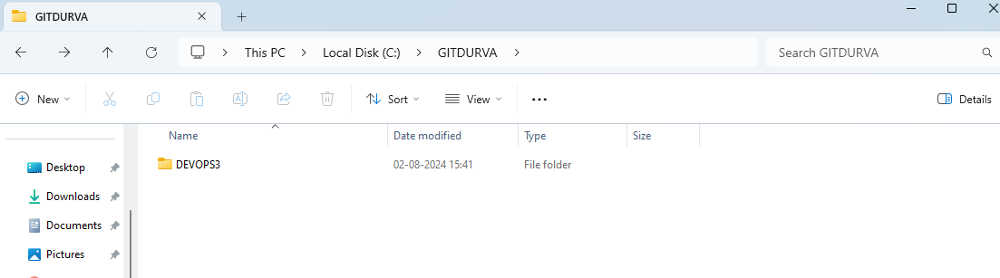 GITDURVA
This PC > Local Disk (C:) > GITDURVA >
Search GITDURVA
New
Sort
View
Details
Name
Date modified
Type
Size
DEVOPS3
02-08-2024 15:41
File folder
Desktop
Downloads
Documents
Pictures